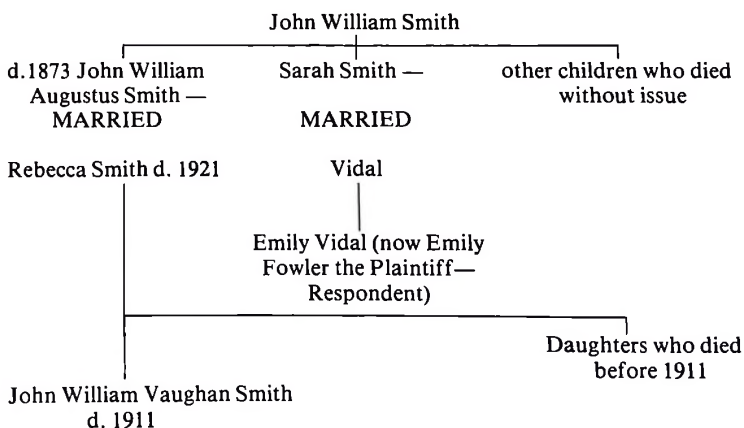 John William Smith
d.1873 John William
Augustus Smith —
MARRIED
Sarah Smith —
MARRIED
other children who died
without issue
Rebecca Smith d. 1921
Vidal
Emily Vidal (now Emily
Fowler the Plaintiff—
Respondent)
Daughters who died
before 1911
John William Vaughan Smith
d. 1911